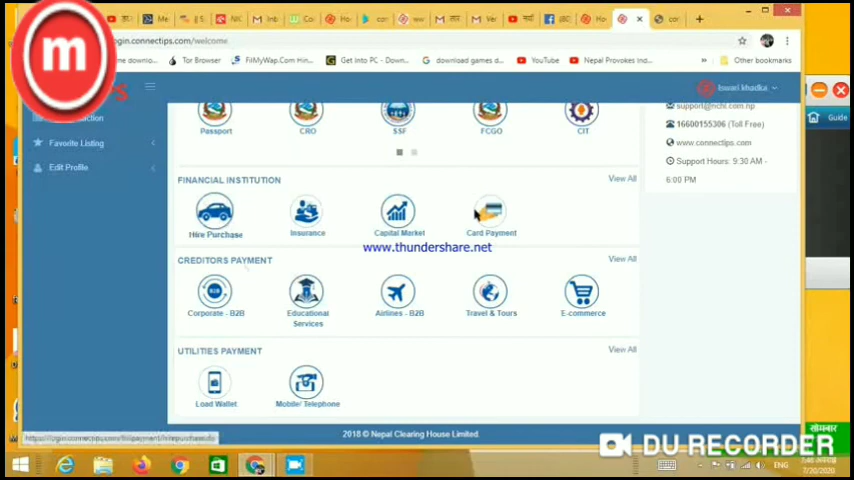 m
login.connectips.com/welcome
Tor Browser
FilMyWap.Com Hin...
Get into PC - Down...
download games d...
YouTube
Nepal Provokes Ind...
Other bookmarks
Iswari khadka
Guide
Favorite Listing
Edit Profile
Passport
CRO
SSF
FCGO
CIT
support@nchl.com.np
16600155306 (Toll Free)
www.connectips.com
Support Hours: 9:30 AM -
6:00 PM
FINANCIAL INSTITUTION
View All
Hire Purchase
Insurance
Capital Market
Card Payment
www.thundershare.net
CREDITORS PAYMENT
View All
B2B
Corporate - B2B
Educational
Services
Airlines - B2B
Travel & Tours
E-commerce
UTILITIES PAYMENT
View All
Load Wallet
Mobile/ Telephone
2018 © Nepal Clearing House Limited.
सोमबार
DU RECORDER
ENG
7/20/2020